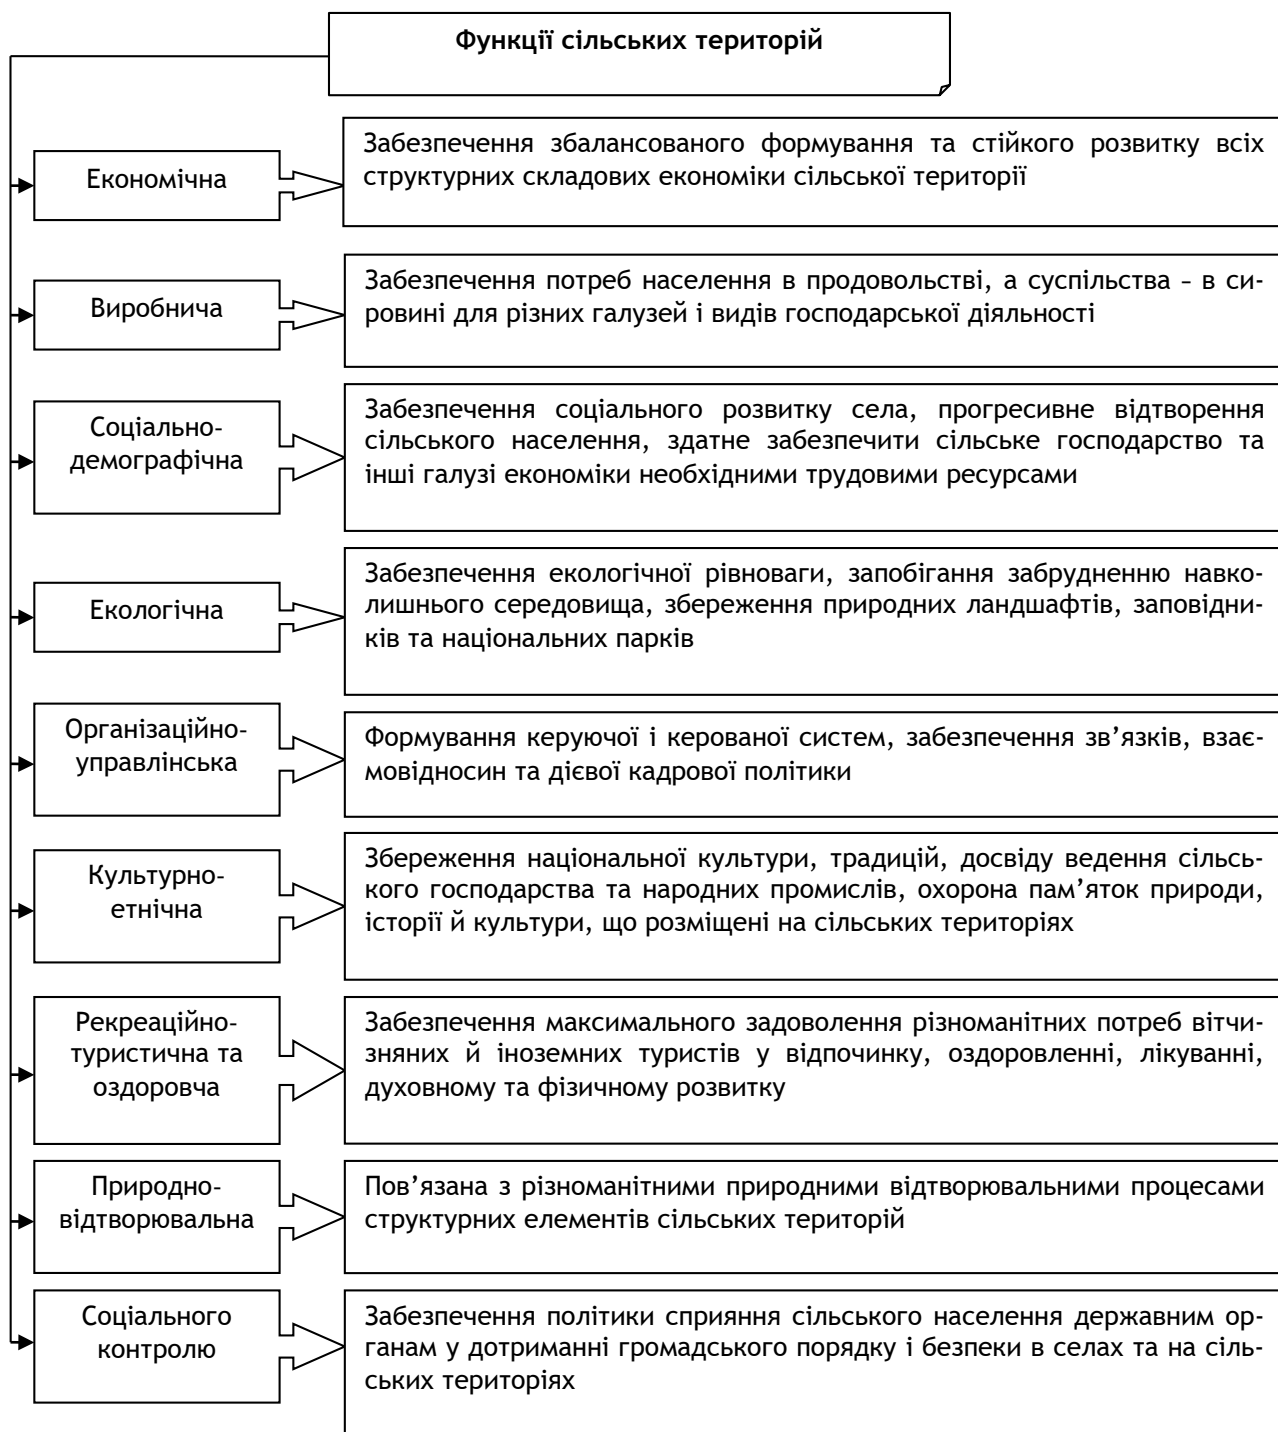 Функції сільських територій
Економічна
Забезпечення збалансованого формування та стійкого розвитку всіх
структурних складових економіки сільської території
Виробнича
Забезпечення потреб населення в продовольстві, а суспільства – в си-
ровині для різних галузей і видів господарської діяльності
Соціально-
демографічна
Забезпечення соціального розвитку села, прогресивне відтворення
сільського населення, здатне забезпечити сільське господарство та
інші галузі економіки необхідними трудовими ресурсами
Екологічна
Забезпечення екологічної рівноваги, запобігання забрудненню навко-
лишнього середовища, збереження природних ландшафтів, заповідни-
ків та національних парків
Організаційно-
управлінська
Формування керуючої і керованої систем, забезпечення зв’язків, взає-
мовідносин та дієвої кадрової політики
Культурно-
етнічна
Збереження національної культури, традицій, досвіду ведення сільсь-
кого господарства та народних промислів, охорона пам’яток природи,
історії й культури, що розміщені на сільських територіях
Рекреаційно-
туристична та
оздоровча
Забезпечення максимального задоволення різноманітних потреб вітчи-
зняних й іноземних туристів у відпочинку, оздоровленні, лікуванні,
духовному та фізичному розвитку
Природно-
відтворювальна
Пов’язана з різноманітними природними відтворювальними процесами
структурних елементів сільських територій
Соціального
контролю
Забезпечення політики сприяння сільського населення державним ор-
ганам у дотриманні громадського порядку і безпеки в селах та на сіль-
ських територіях